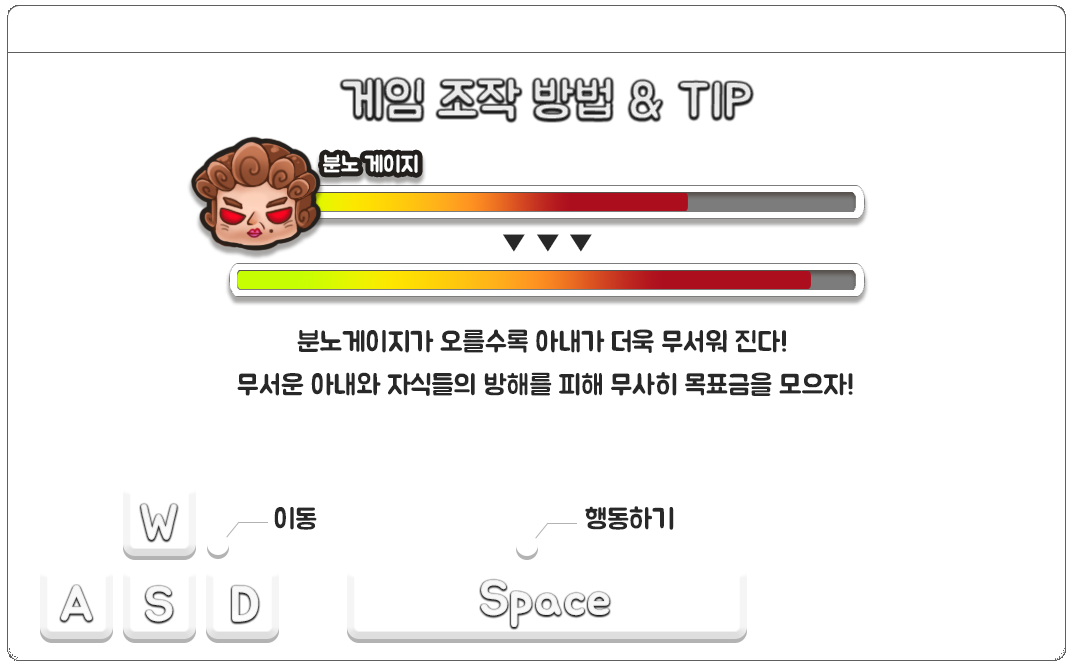 게임 조작 방법 & TIP
분노 게이지
분노게이지가 오를수록 아내가 더욱 무서워 진다!
무서운 아내와 자식들의 방해를 피해 무사히 목표금을 모으자!
W 이동 행동하기
A S D Space